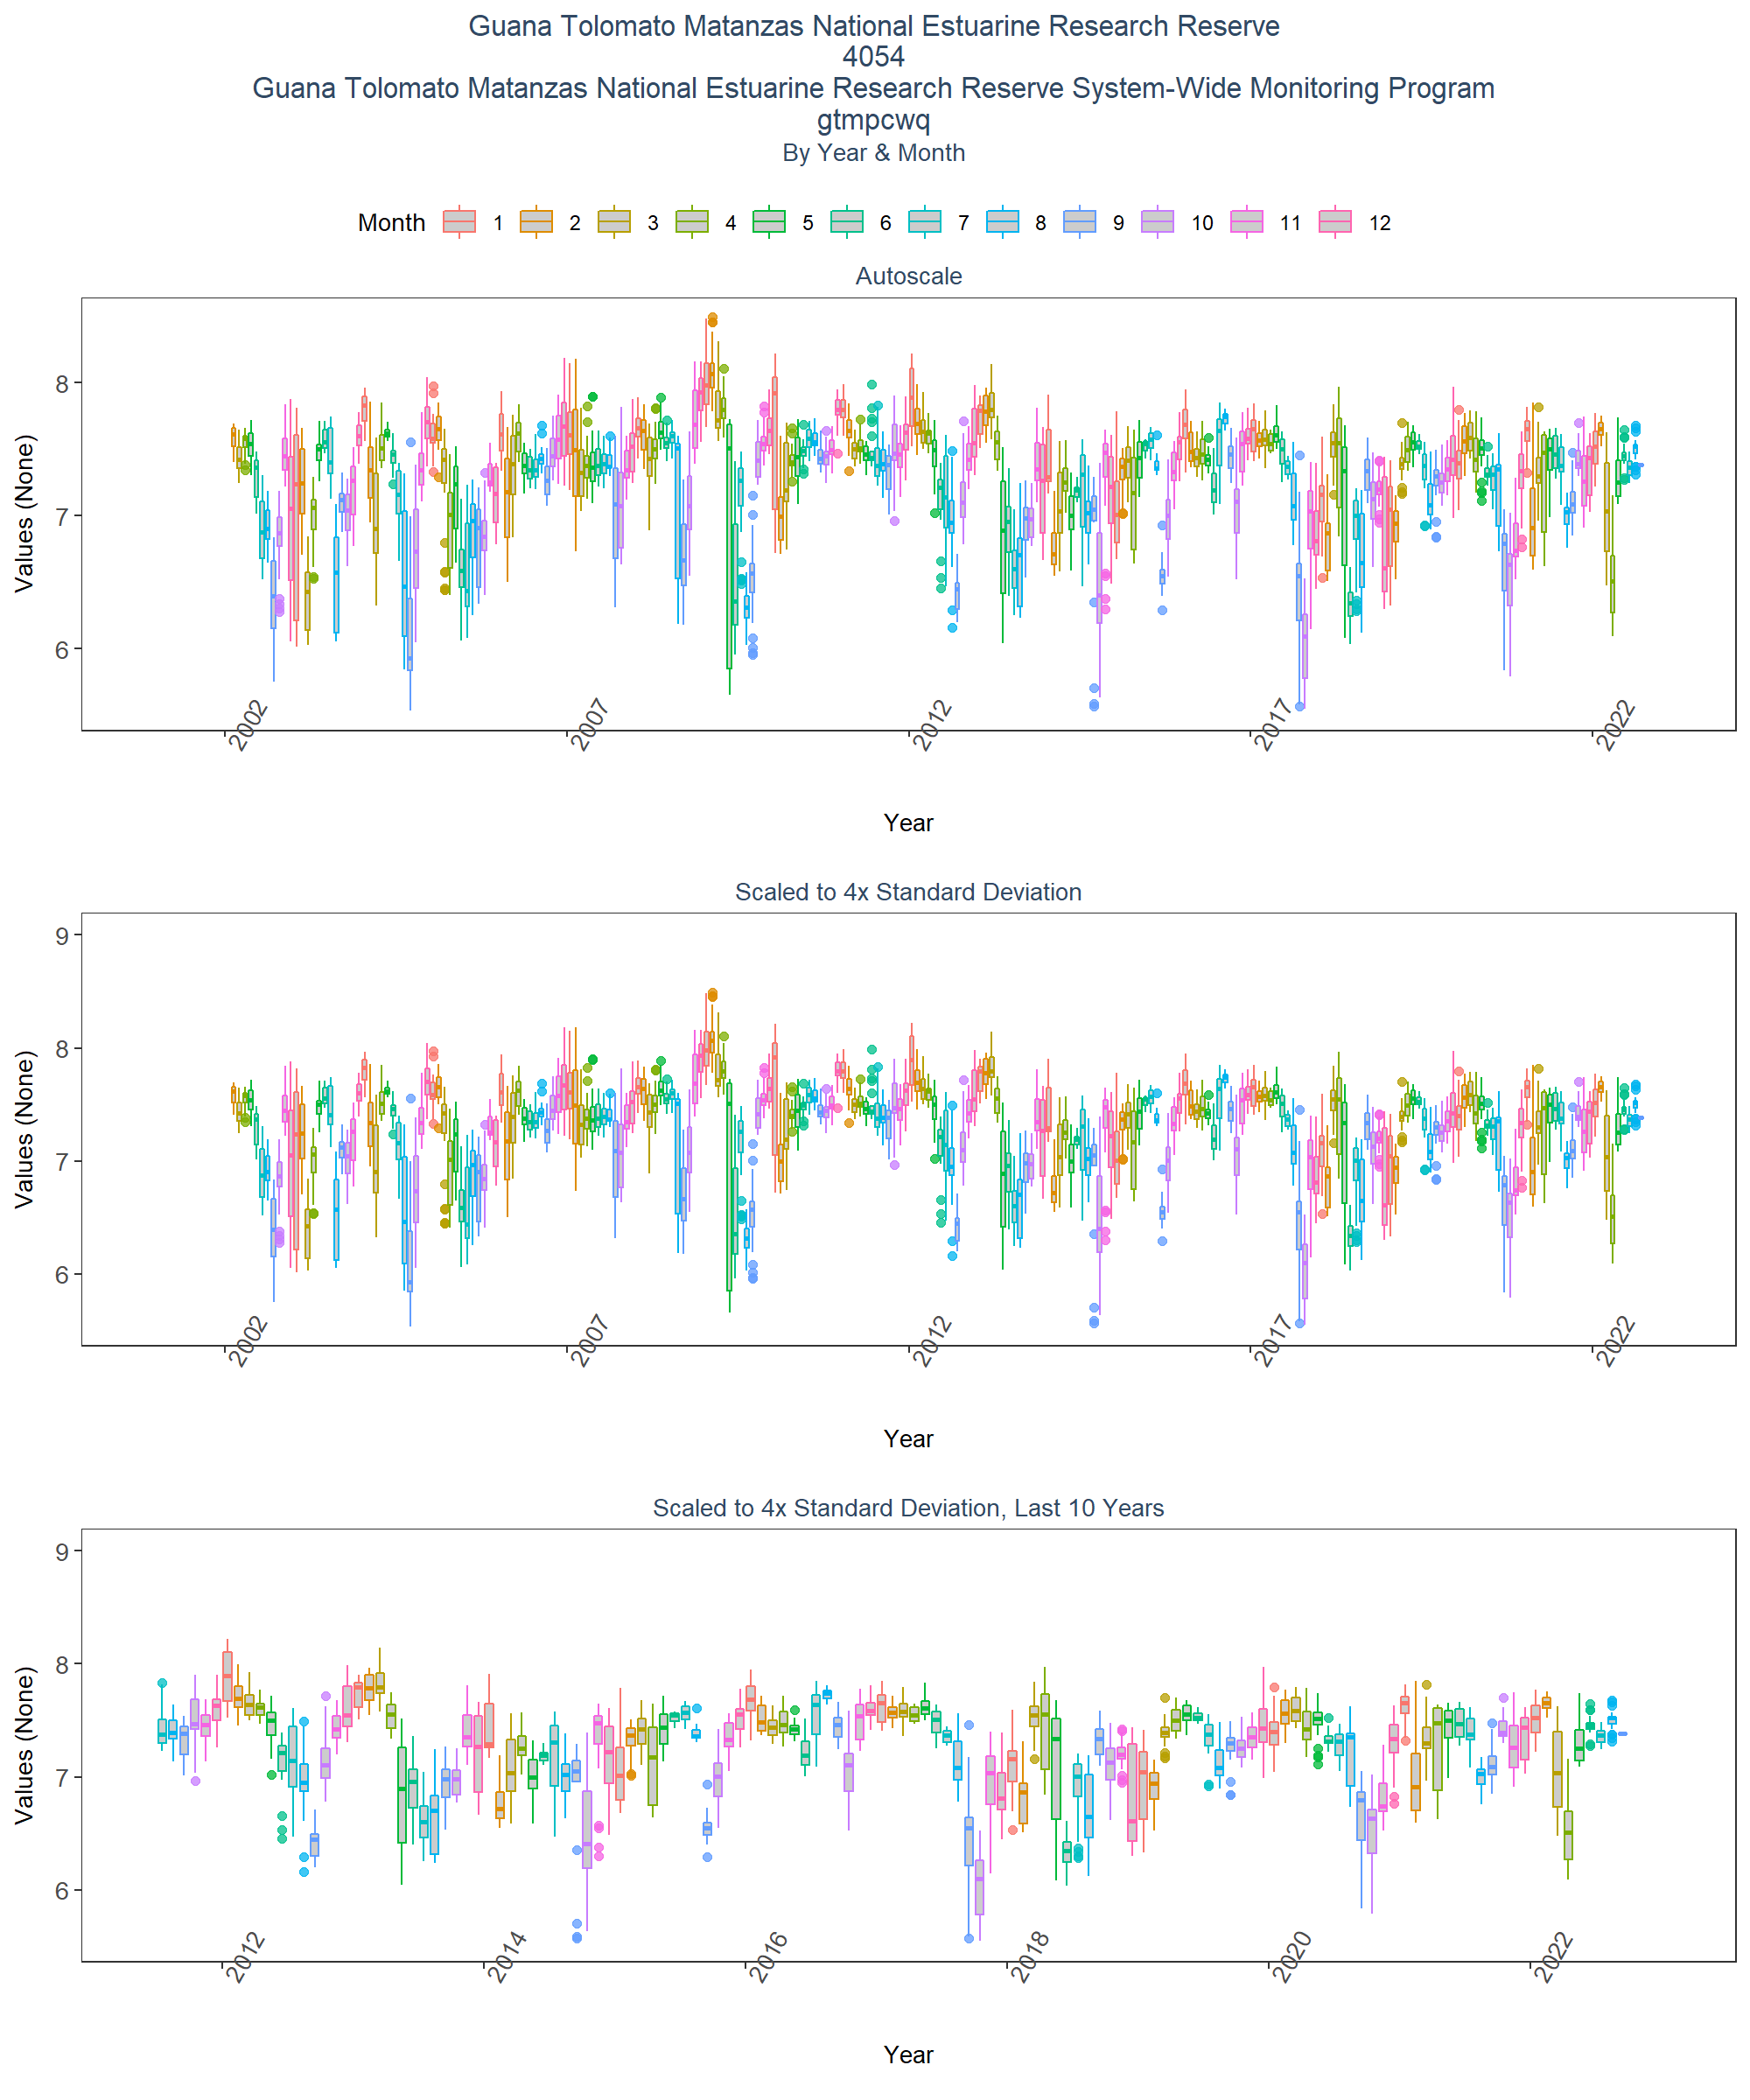 Guana Tolomato Matanzas National Estuarine Research Reserve
4054
Guana Tolomato Matanzas National Estuarine Research Reserve System-Wide Monitoring Program
gtmpcwq
By Year & Month
Month 1 2 3 4 5 6 7 8 9 10 11 12
Autoscale
Values (None)
8
7
6
2002 2007 2012 2017 2022
Year
Scaled to 4x Standard Deviation
Values (None)
9
8
7
6
2002 2007 2012 2017 2022
Year
Scaled to 4x Standard Deviation, Last 10 Years
Values (None)
9
8
7
6
2012 2014 2016 2018 2020 2022
Year